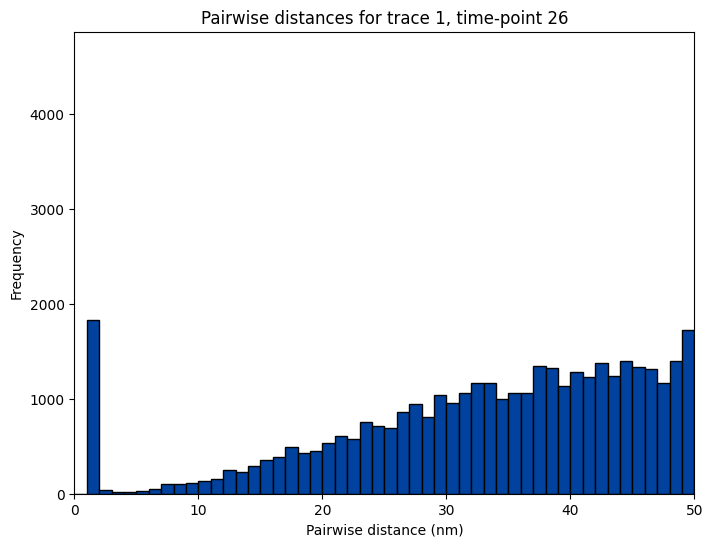 Pairwise distances for trace 1, time-point 26
Frequency
4000
3000
2000
1000
0
0 10 20 30 40 50
Pairwise distance (nm)